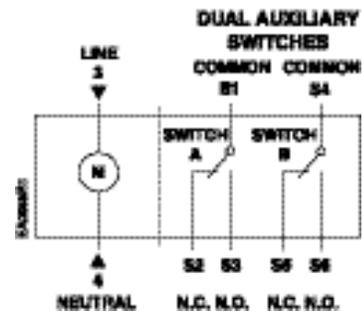 DUAL AUXILIARY
SWITCHES
LINE
3
COMMON COMMON
S1 S4
SWITCH SWITCH
A B
M
4
NEUTRAL
S2 S3 S5 S6
N.C. N.O. N.C. N.O.